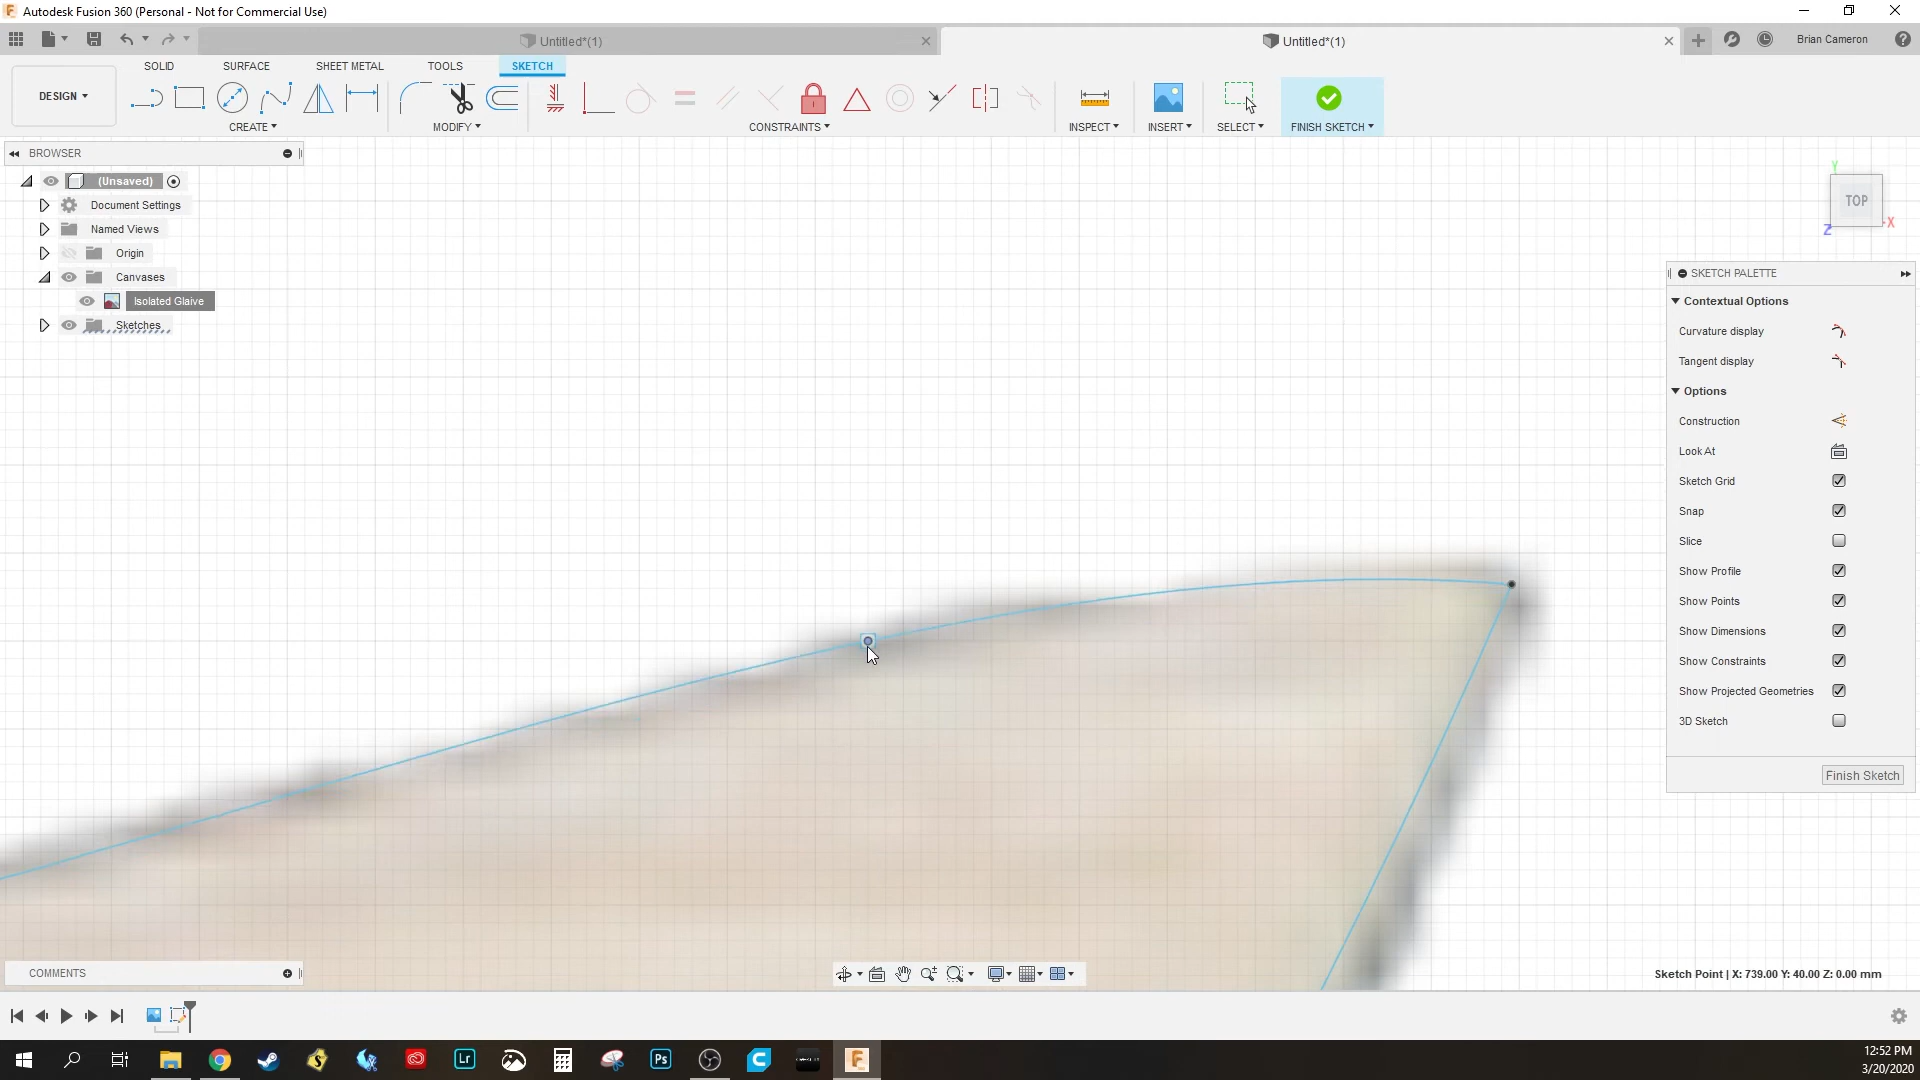 Autodesk Fusion 360 (Personal - Not for Commercial Use)
Untitled*(1)
Untitled*(1)
Brian Cameron
SOLID
SURFACE
SHEET METAL
TOOLS
SKETCH
DESIGN
CREATE
MODIFY
CONSTRAINTS
INSPECT
INSERT
SELECT
FINISH SKETCH
BROWSER
(Unsaved)
Document Settings
Named Views
Origin
Canvases
Isolated Glaive
Sketches
Y
TOP
X
Z
SKETCH PALETTE
Contextual Options
Curvature display
Tangent display
Options
Construction
Look At
Sketch Grid
Snap
Slice
Show Profile
Show Points
Show Dimensions
Show Constraints
Show Projected Geometries
3D Sketch
Finish Sketch
COMMENTS
Sketch Point | X: 739.00 Y: 40.00 Z: 0.00 mm
Lr
Ps
12:52 PM
3/20/2020